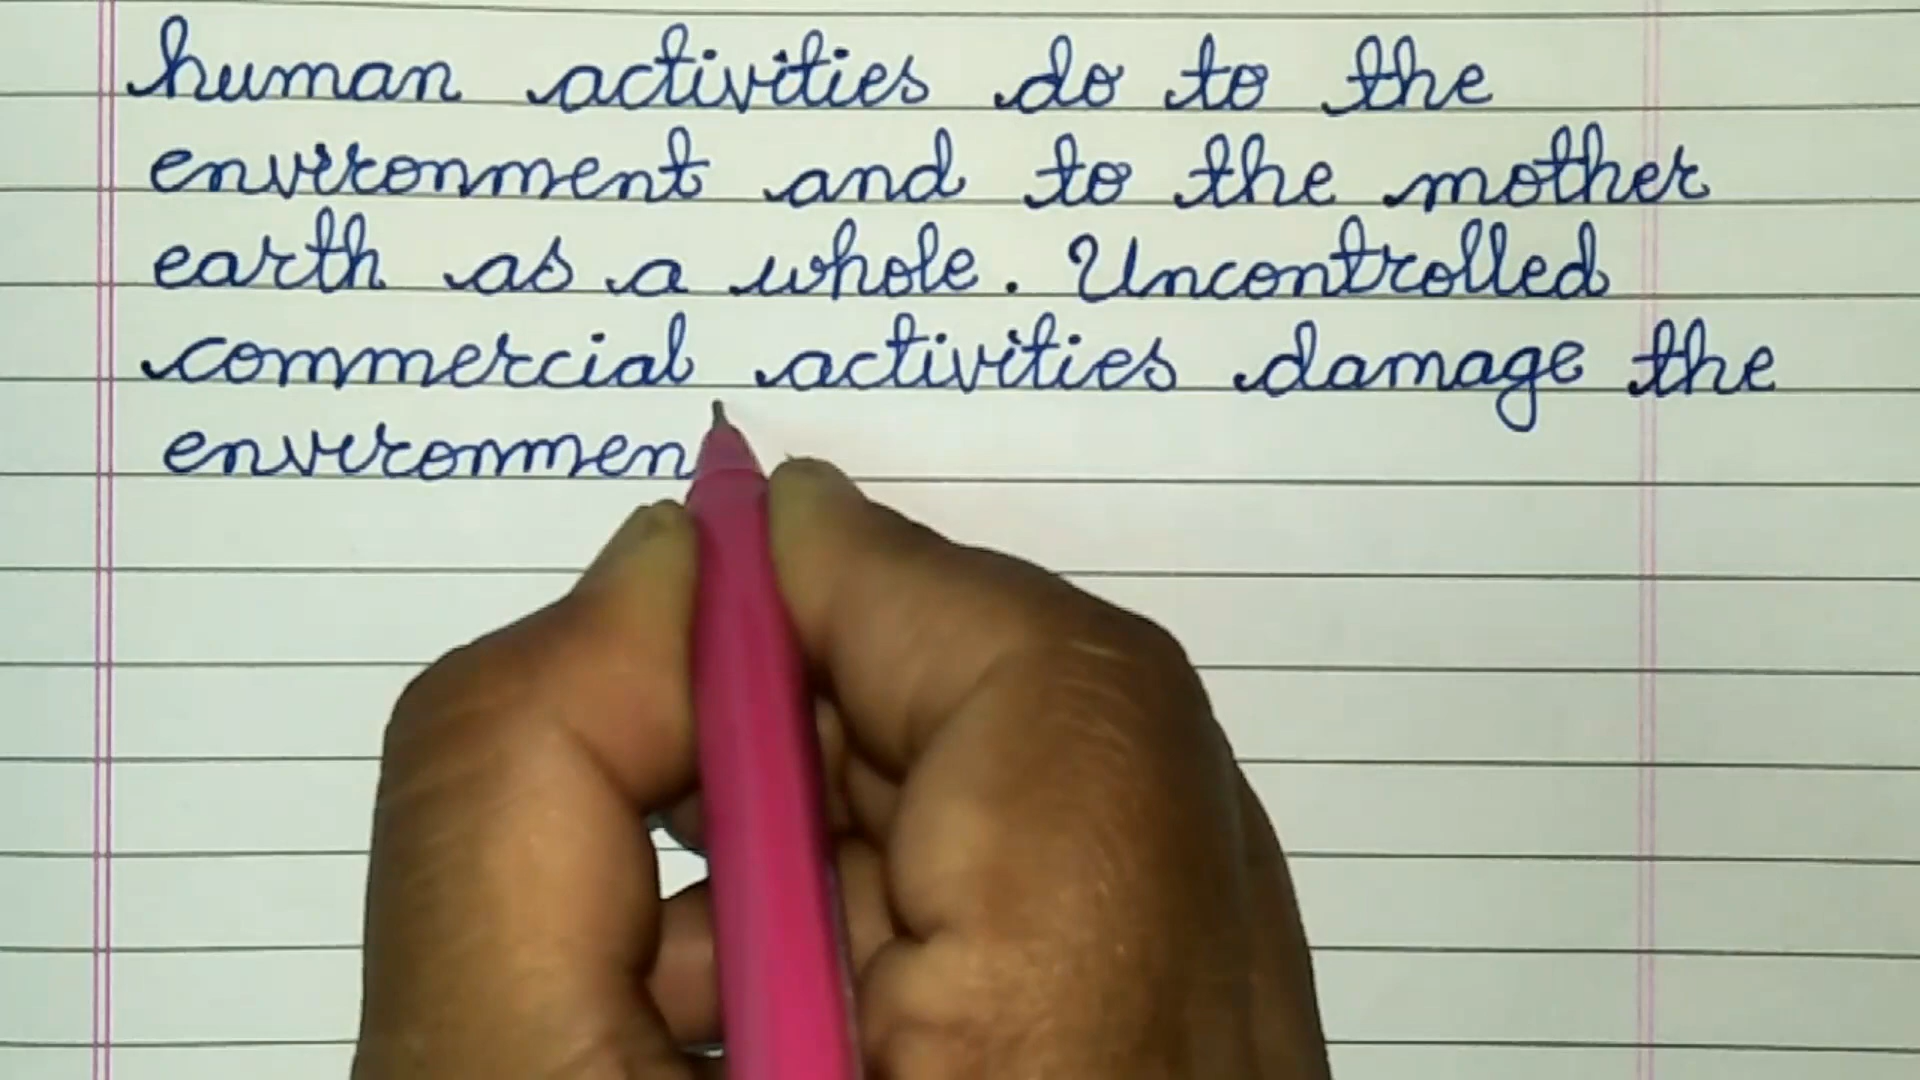 human activities do to the
environment and to the mother
earth as a whole. Uncontrolled
commercial activities damage the
environmen